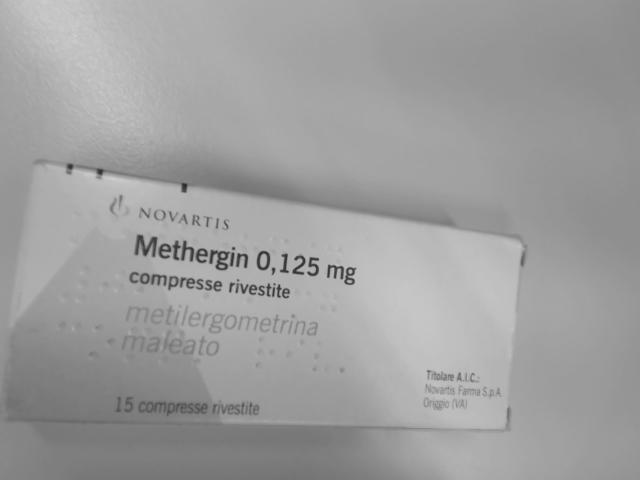 NOVARTIS
Methergin 0,125 mg
compresse rivestite
metilergometrina
maleato
15 compresse rivestite
Titolare A.I.C.:
Novartis Farma S.p.A.
Origgio (VA)